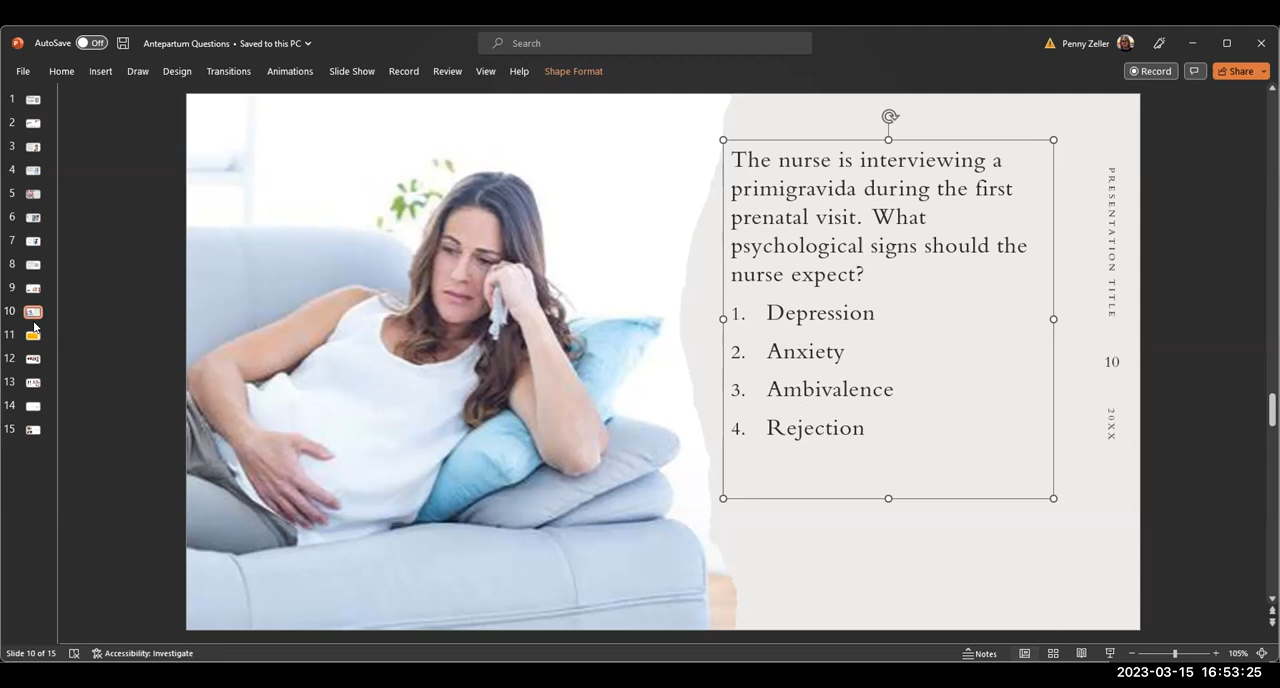 AutoSave Off Antepartum Questions • Saved to this PC Search Penny Zeller
File Home Insert Draw Design Transitions Animations Slide Show Record Review View Help Shape Format Record Share
1
2
3
4
5
6
7
8
9
10
11
12
13
14
15
The nurse is interviewing a
primigravida during the first
prenatal visit. What
psychological signs should the
nurse expect?
1. Depression
2. Anxiety
3. Ambivalence
4. Rejection
PRESENTATION TITLE
10
20XX
Slide 10 of 15 Accessibility: Investigate Notes 105%
2023-03-15 16:53:25